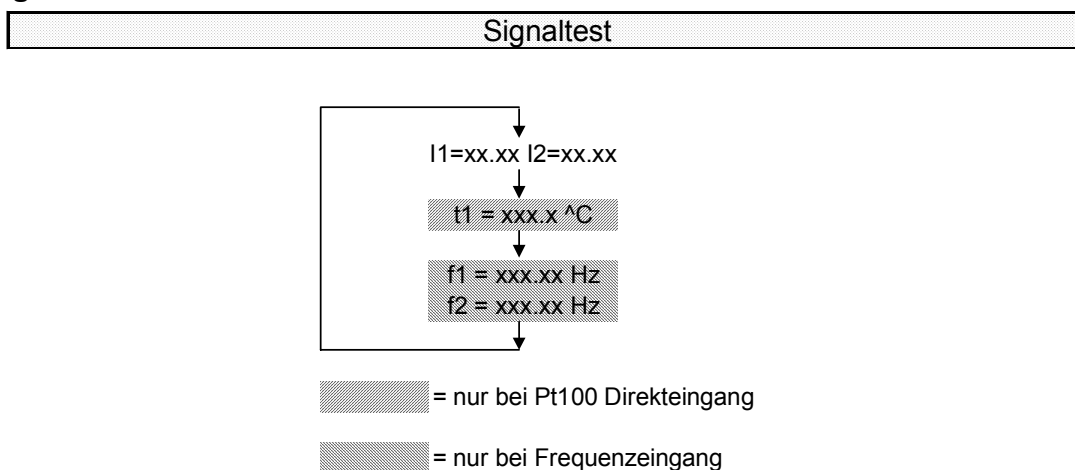 Signaltest
I1=xx.xx I2=xx.xx
t1 = xxx.x ^C
f1 = xxx.xx Hz
f2 = xxx.xx Hz
= nur bei Pt100 Direkteingang
= nur bei Frequenzeingang